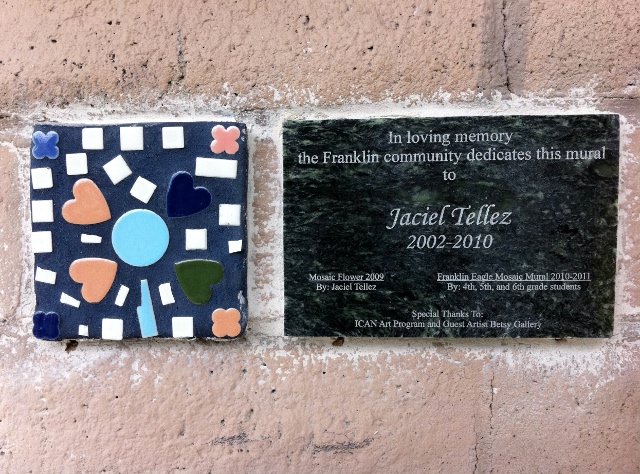 In loving memory
the Franklin community dedicates this mural
to
Jaciel Tellez
2002-2010
Mosaic Flower 2009
By: Jaciel Tellez
Franklin Eagle Mosaic Mural 2010-2011
By: 4th, 5th, and 6th grade students
Special Thanks To:
ICAN Art Program and Guest Artist Betsy Gallery